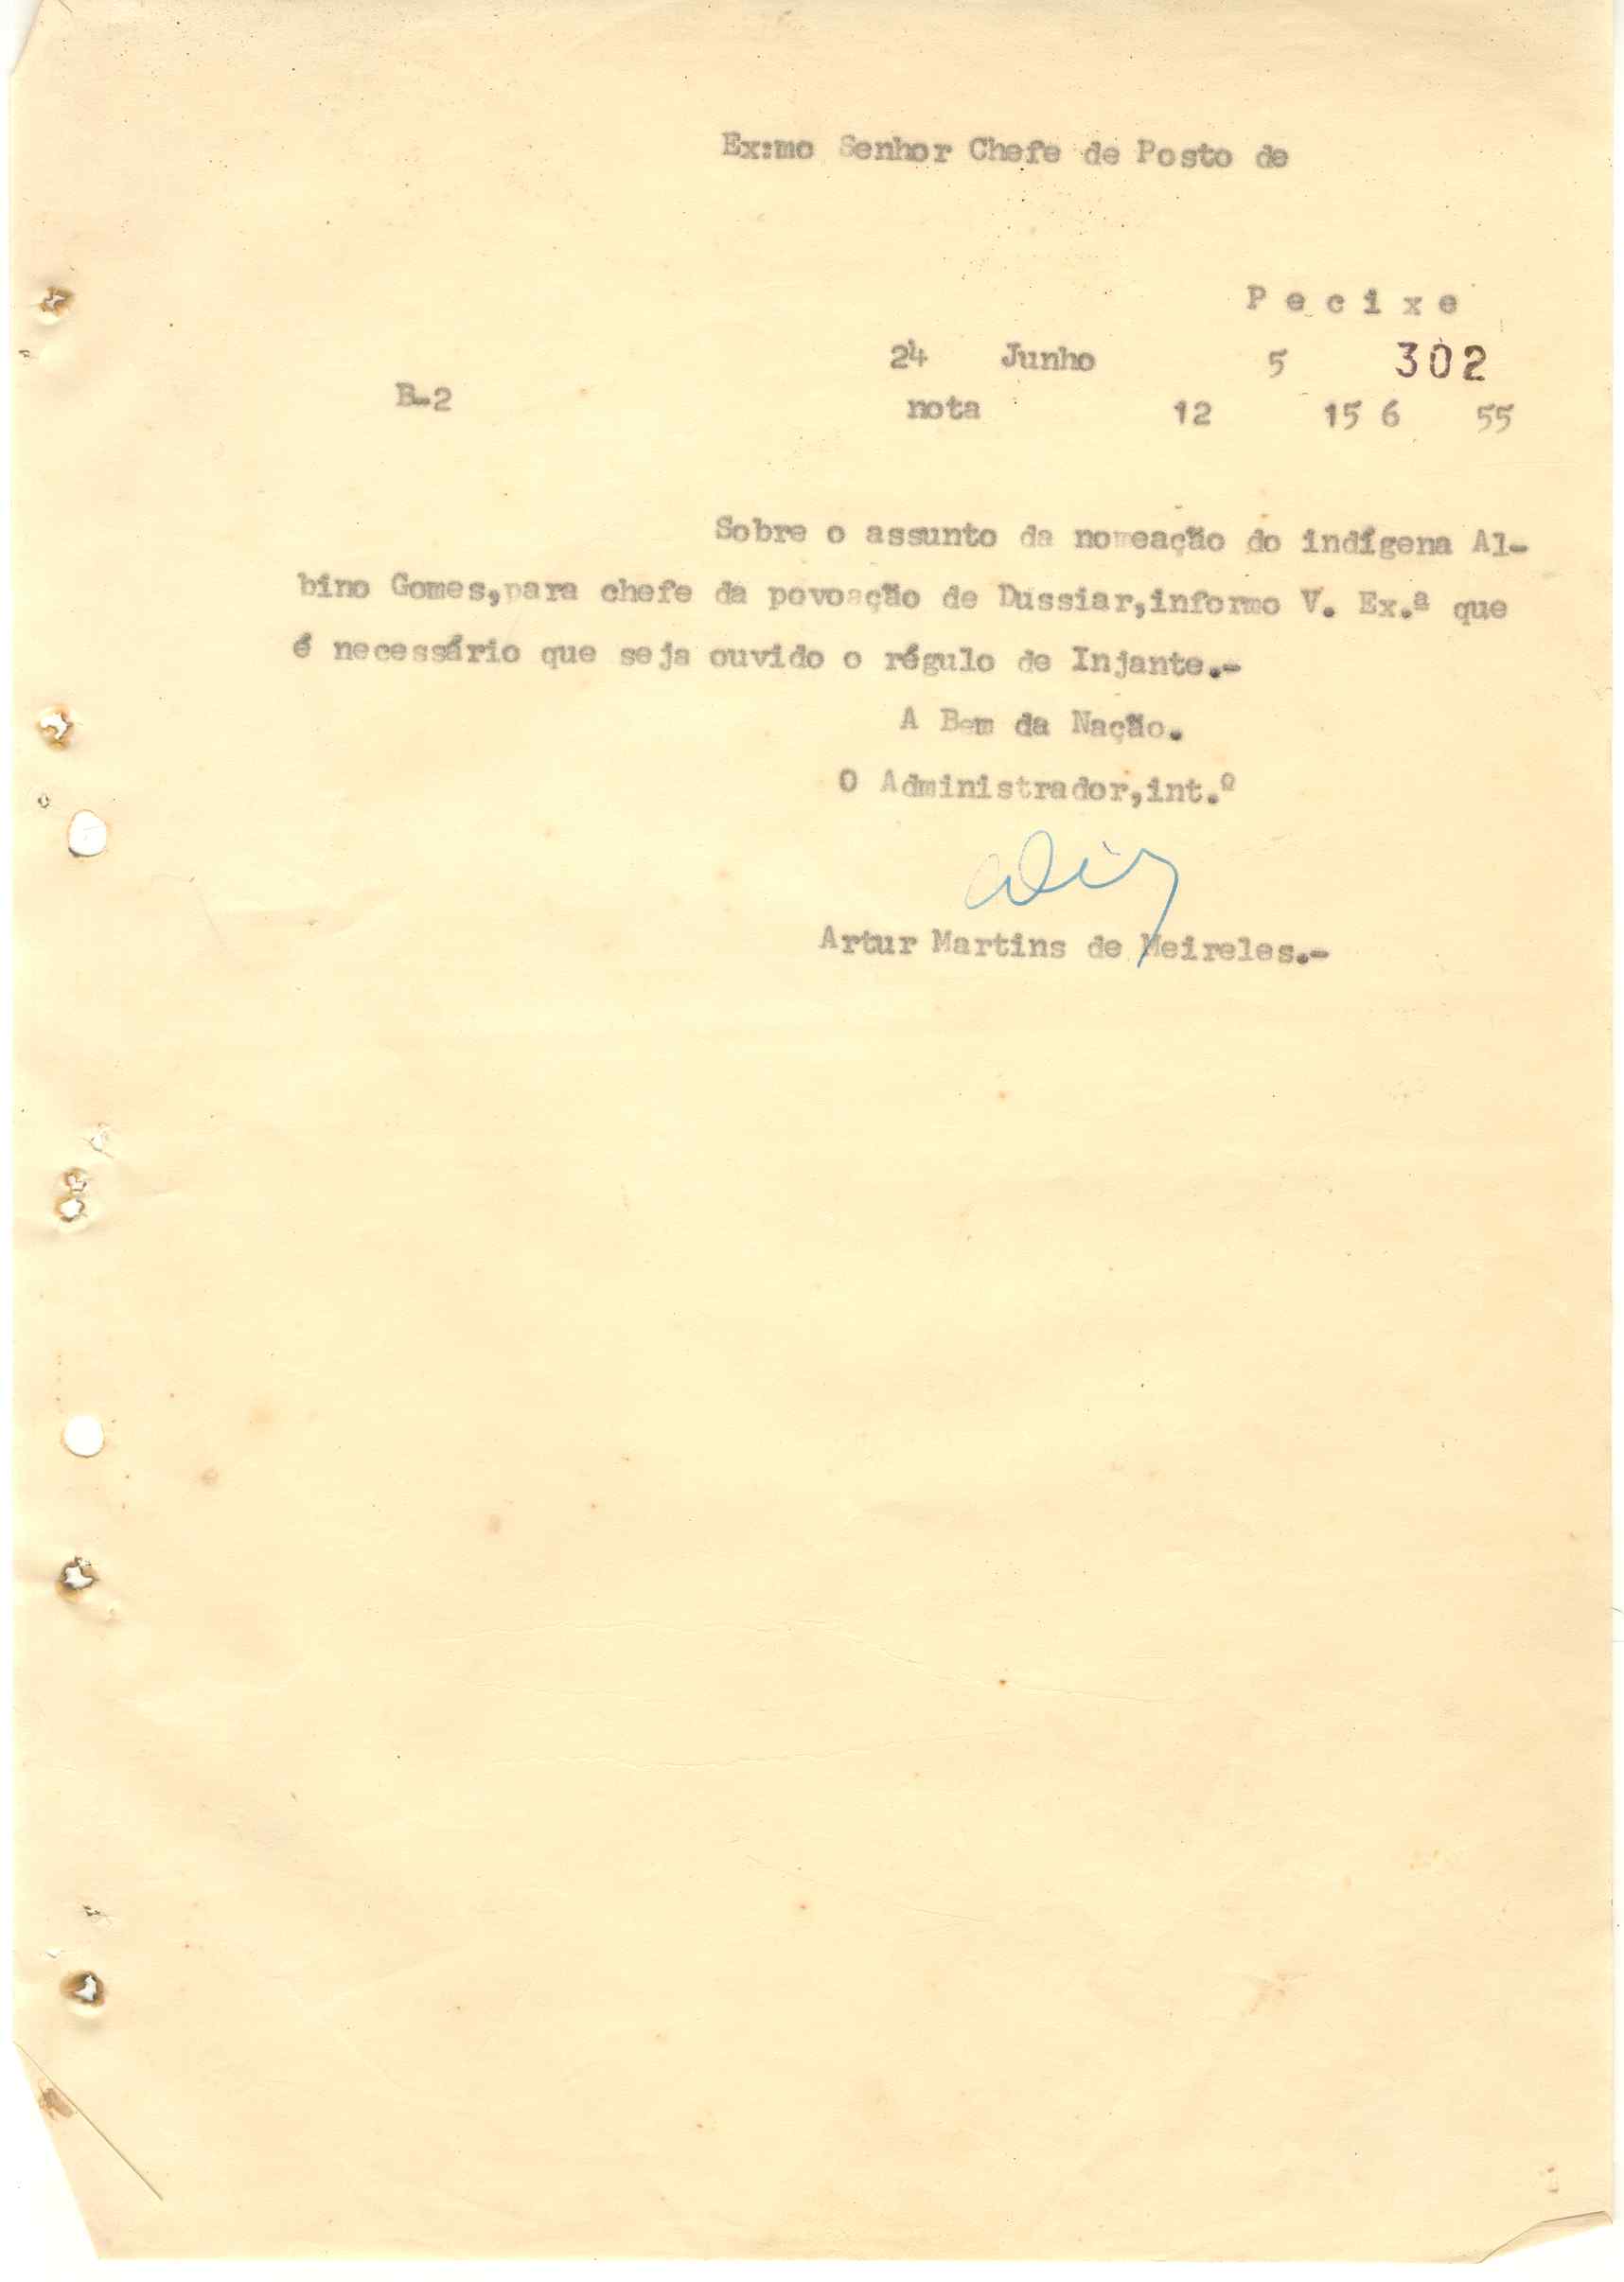 Ex:mo Senhor Chefe de Posto de
P e c i x e
24 Junho 5 302
B-2
nota 12 15 6 55
Sobre o assunto da nomeação do indígena Al-
bino Gomes,para chefe da povoação de Dussiar,informo V. Ex.ª que
é necessário que seja ouvido o régulo de Injante.-
A Bem da Nação.
O Administrador,int.º
Artur Martins de Meireles.-